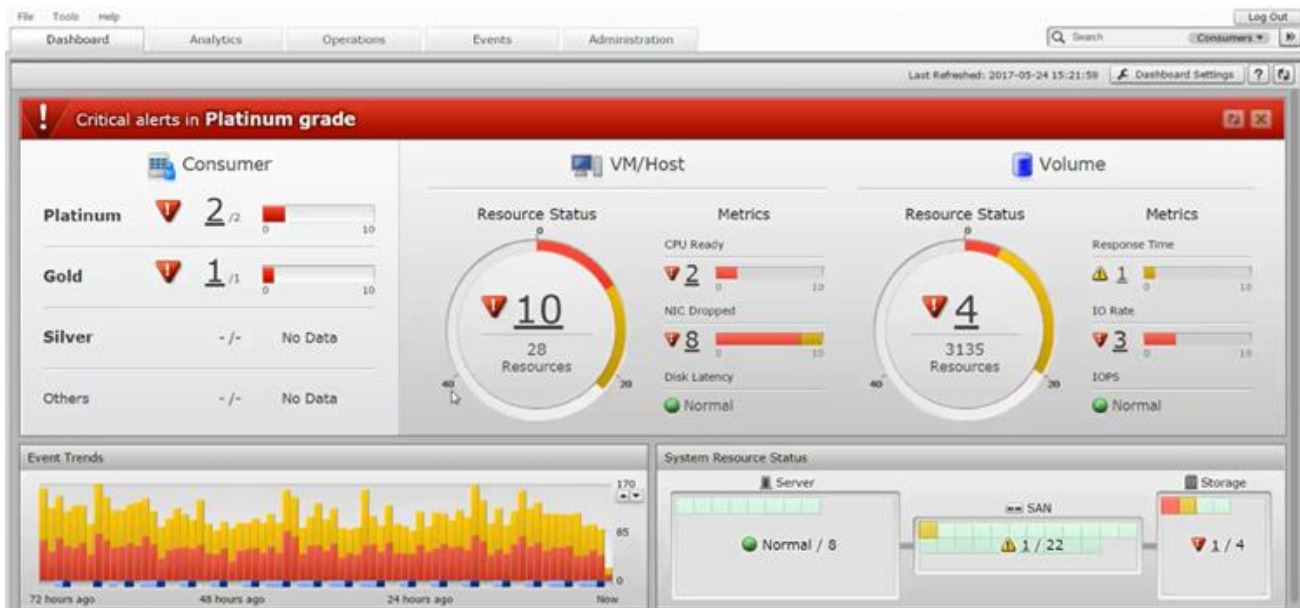 File Tools Help
Log Out
Dashboard Analytics Operations Events Administration
Search Consumers
Last Refreshed: 2017-05-24 15:21:59 Dashboard Settings ?
! Critical alerts in Platinum grade
Consumer
Platinum ! 2 /2
0 10
Gold ! 1 /1
0 10
Silver - /- No Data
Others - /- No Data
VM/Host
Resource Status
0
20
40
! 10
28
Resources
Metrics
CPU Ready
! 2
0 10
NIC Dropped
! 8
0 10
Disk Latency
Normal
Volume
Resource Status
0
20
40
! 4
3135
Resources
Metrics
Response Time
! 1
0 10
IO Rate
! 3
0 10
IOPS
Normal
Event Trends
170
85
0
72 hours ago 48 hours ago 24 hours ago Now
System Resource Status
Server
Normal / 8
SAN
! 1 / 22
Storage
! 1 / 4